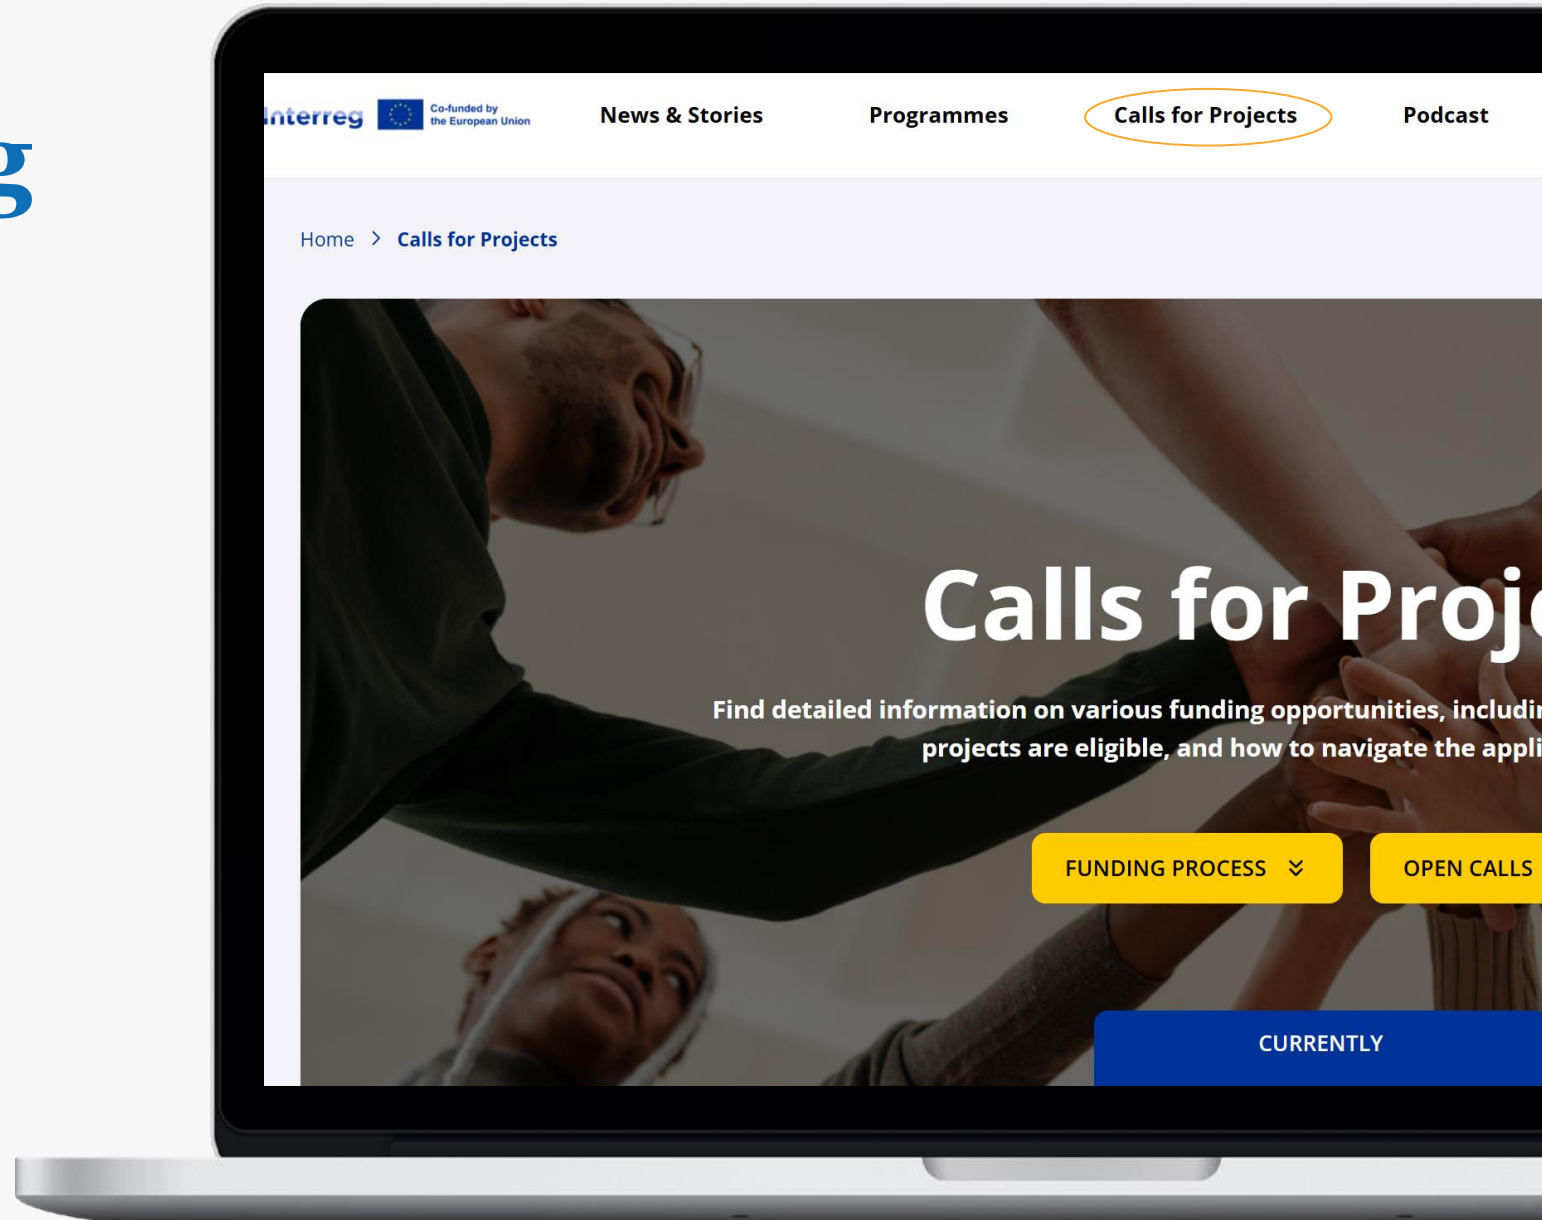 g
Interreg
Co-funded by
the European Union
News & Stories
Programmes
Calls for Projects
Podcast
Home > Calls for Projects
Calls for Proj
Find detailed information on various funding opportunities, includin
projects are eligible, and how to navigate the appli
FUNDING PROCESS
OPEN CALLS
CURRENTLY